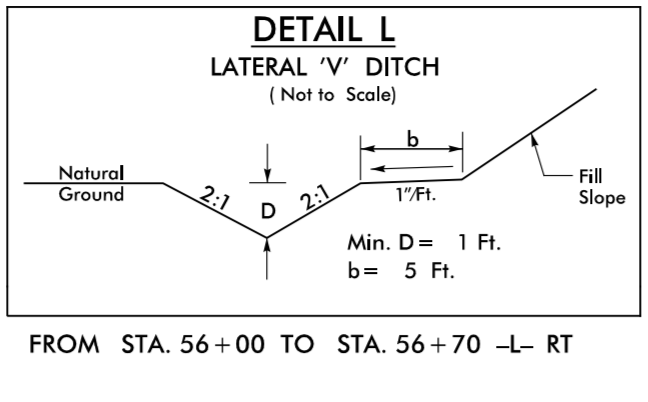 DETAIL L
LATERAL 'V' DITCH
( Not to Scale)
b
Natural
Ground
2:1
D
2:1
1"/Ft.
Fill
Slope
Min. D= 1 Ft.
b= 5 Ft.
FROM STA. 56+00 TO STA. 56+70 -L- RT